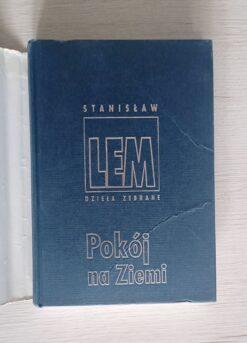 STANISŁAW
LEM
DZIEŁA ZEBRANE
Pokój
na Ziemi